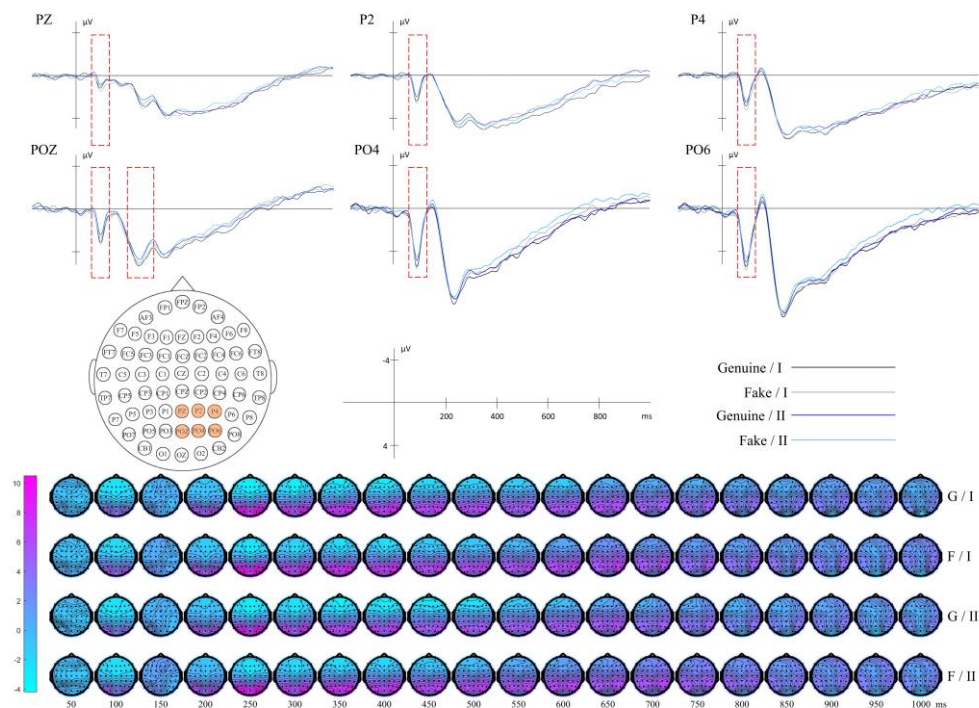 PZ
µV
P2
µV
P4
µV
POZ
µV
PO4
µV
PO6
µV
FPZ
FP1 FP2
AF3 AF4
F7 F5 F3 F1 FZ F2 F4 F6 F8
FT7 FC5 FC3 FC1 FCZ FC2 FC4 FC6 FT8
T7 C5 C3 C1 CZ C2 C4 C6 T8
TP7 CP5 CP3 CP1 CPZ CP2 CP4 CP6 TP8
P7 P5 P3 P1 PZ P2 P4 P6 P8
PO7 PO5 PO3 POZ PO4 PO6 PO8
CB1 O1 OZ O2 CB2
µV
-4
200 400 600 800 ms
4
Genuine / I
Fake / I
Genuine / II
Fake / II
10
8
6
4
2
0
-2
-4
G / I
F / I
G / II
F / II
50 100 150 200 250 300 350 400 450 500 550 600 650 700 750 800 850 900 950 1000 ms